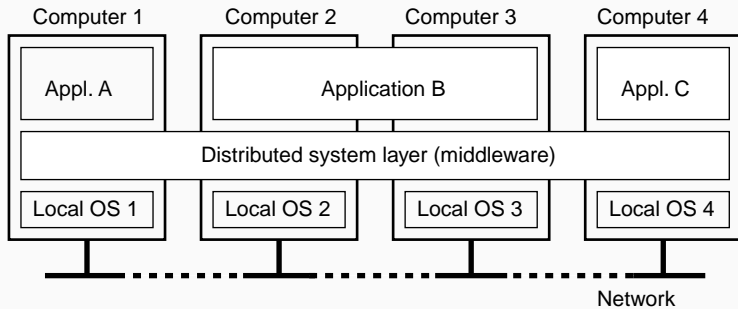 Computer 1
Computer 2
Computer 3
Computer 4
Appl. A
Application B
Appl. C
Distributed system layer (middleware)
Local OS 1
Local OS 2
Local OS 3
Local OS 4
Network